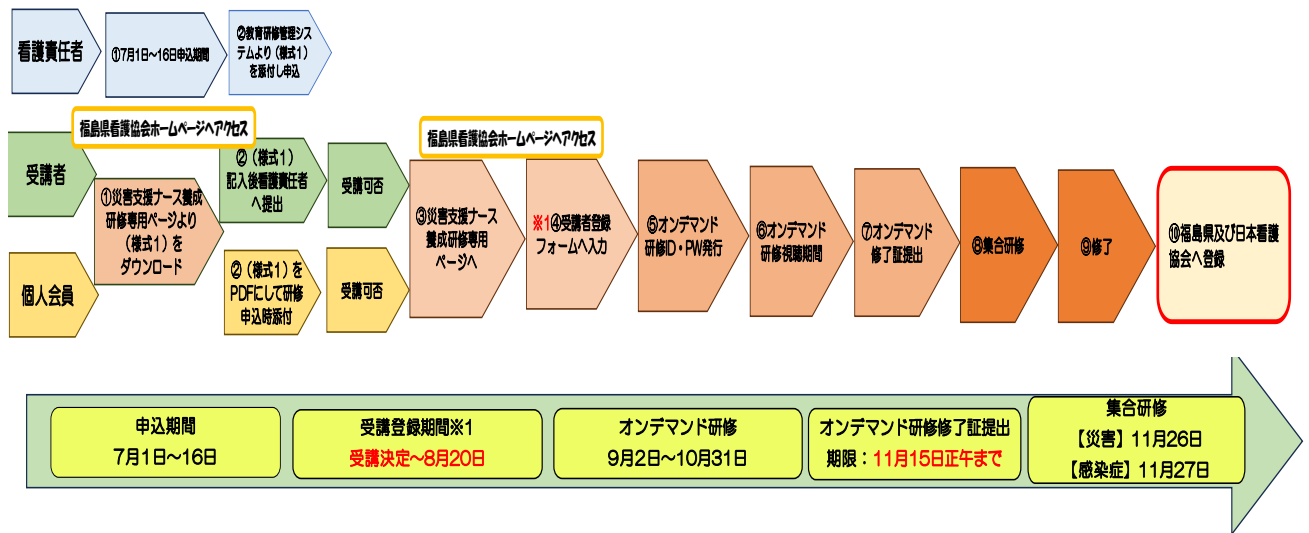 看護責任者
①7月1日～16日申込期間
②教育研修管理シス
テムより（様式1）
を添付し申込
福島県看護協会ホームページへアクセス
受講者
①災害支援ナース養成
研修専用ページより
（様式1）を
ダウンロード
②（様式1）
記入後看護責任者
へ提出
受講可否
個人会員
②（様式1）を
PDFにして研修
申込時添付
受講可否
福島県看護協会ホームページへアクセス
③災害支援ナース
養成研修専用
ページへ
※1④受講者登録
フォームへ入力
⑤オンデマンド
研修ID・PW発行
⑥オンデマンド
研修視聴期間
⑦オンデマンド
修了証提出
⑧集合研修
⑨修了
⑩福島県及び日本看護
協会へ登録
申込期間
7月1日～16日
受講登録期間※1
受講決定～8月20日
オンデマンド研修
9月2日～10月31日
オンデマンド研修修了証提出
期限：11月15日正午まで
集合研修
【災害】11月26日
【感染症】11月27日